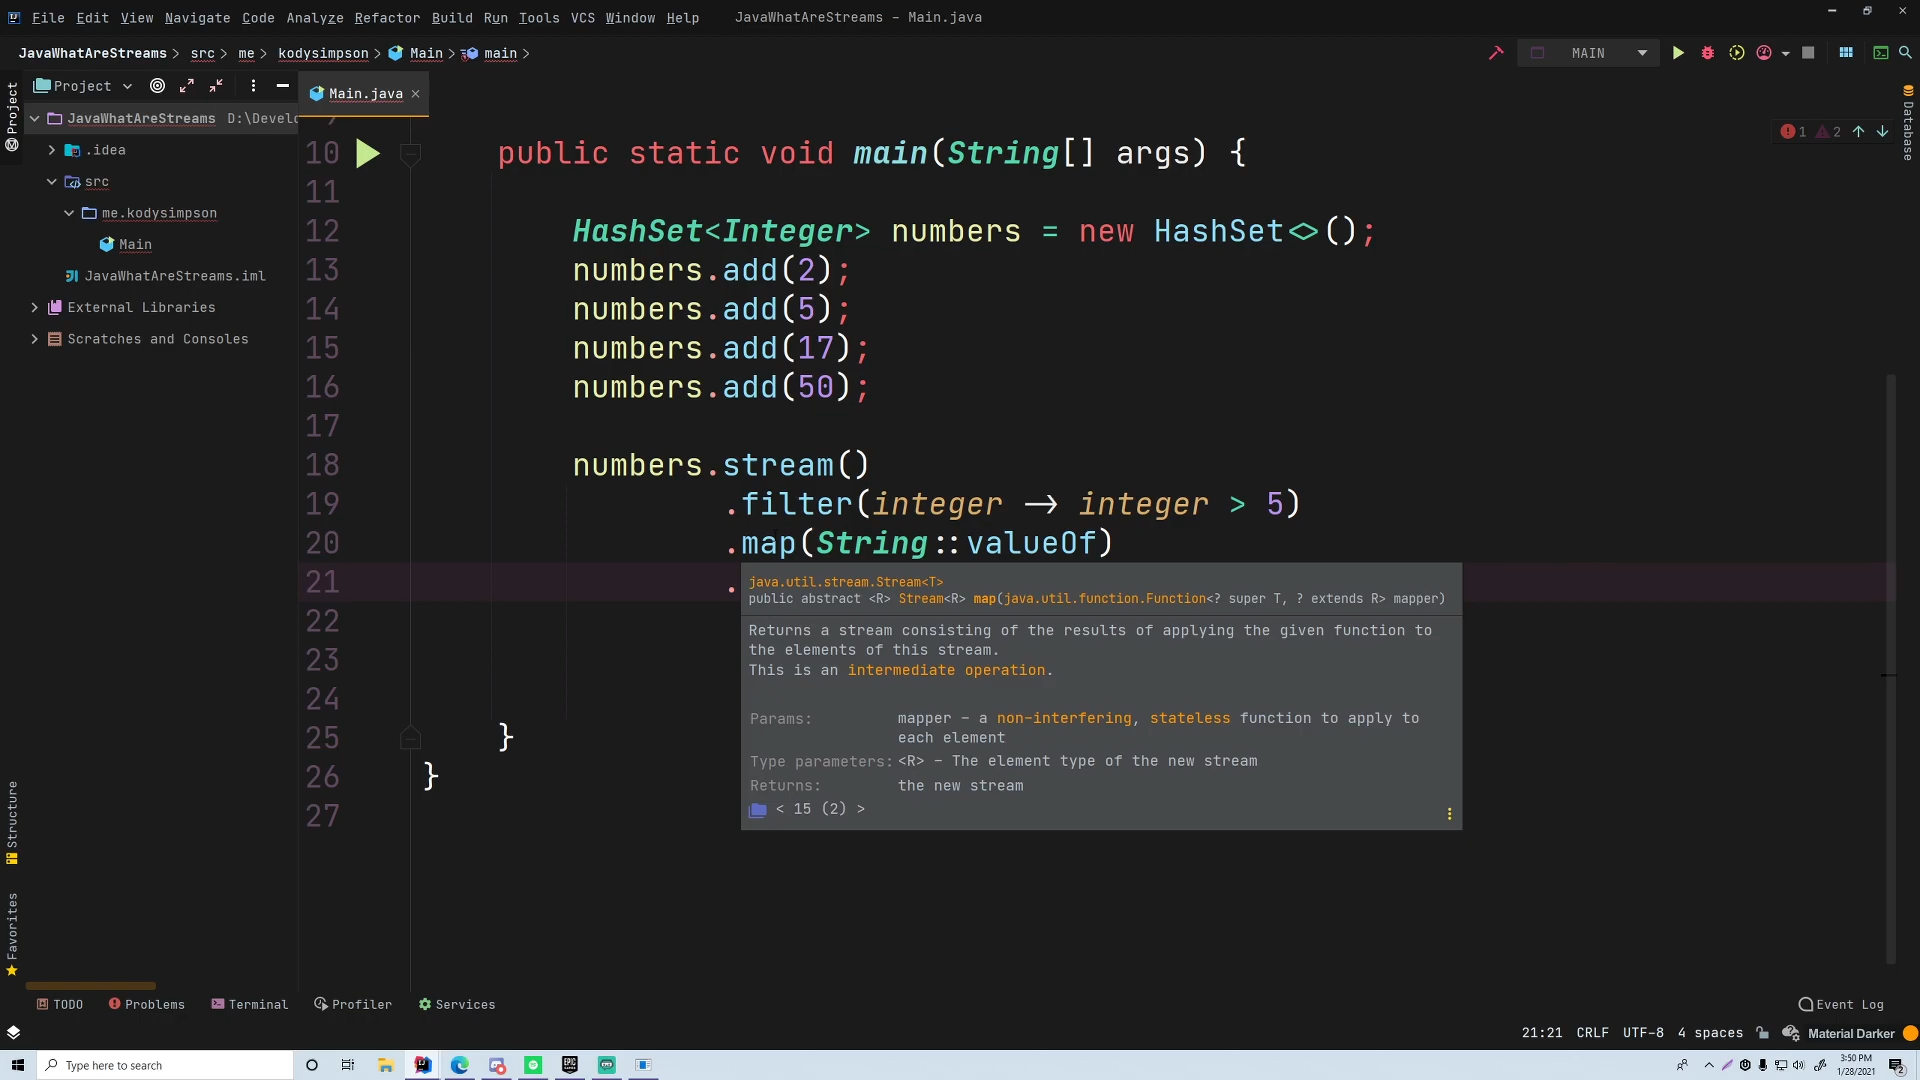 File Edit View Navigate Code Analyze Refactor Build Run Tools VCS Window Help JavaWhatAreStreams – Main.java
JavaWhatAreStreams > src > me > kodysimpson > Main > main >
MAIN
Project
Main.java ×
JavaWhatAreStreams D:\Develo
.idea
src
me.kodysimpson
Main
JavaWhatAreStreams.iml
External Libraries
Scratches and Consoles
Project
Structure
Favorites
Database
1 2
10 public static void main(String[] args) {
11
12 HashSet<Integer> numbers = new HashSet<>();
13 numbers.add(2);
14 numbers.add(5);
15 numbers.add(17);
16 numbers.add(50);
17
18 numbers.stream()
19 .filter(integer -> integer > 5)
20 .map(String::valueOf)
21 .
22
23
24
25 }
26 }
27
java.util.stream.Stream<T>
public abstract <R> Stream<R> map(java.util.function.Function<? super T, ? extends R> mapper)
Returns a stream consisting of the results of applying the given function to
the elements of this stream.
This is an intermediate operation.
Params: mapper – a non-interfering, stateless function to apply to
each element
Type parameters: <R> – The element type of the new stream
Returns: the new stream
< 15 (2) >
TODO Problems Terminal Profiler Services Event Log
21:21 CRLF UTF-8 4 spaces Material Darker
Type here to search
3:50 PM
1/28/2021
2